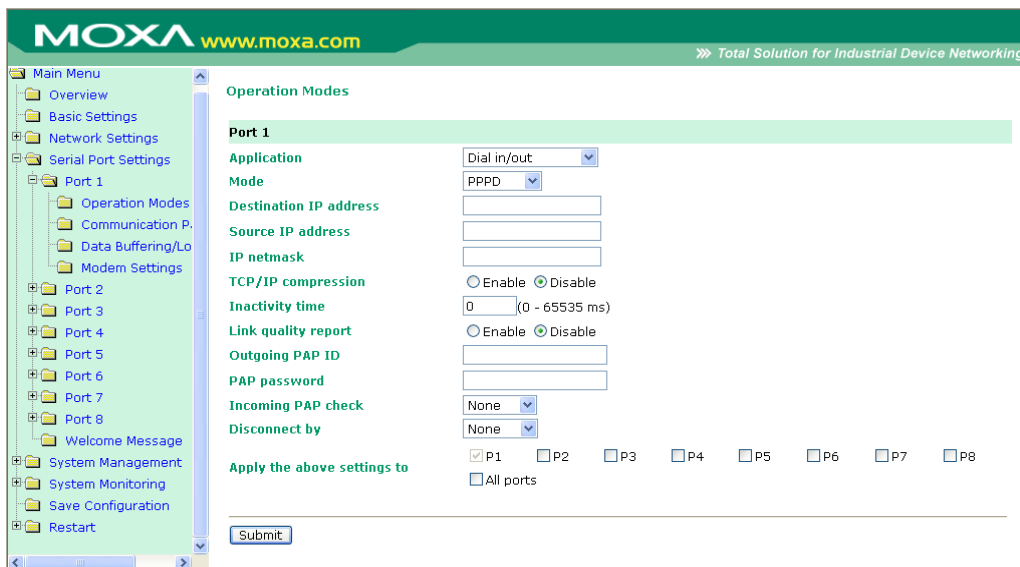 MOXA www.moxa.com
Total Solution for Industrial Device Networking
Main Menu
Overview
Basic Settings
Network Settings
Serial Port Settings
Port 1
Operation Modes
Communication P
Data Buffering/Lo
Modem Settings
Port 2
Port 3
Port 4
Port 5
Port 6
Port 7
Port 8
Welcome Message
System Management
System Monitoring
Save Configuration
Restart
Operation Modes
Port 1
Application Dial in/out
Mode PPPD
Destination IP address
Source IP address
IP netmask
TCP/IP compression Enable Disable
Inactivity time 0 (0 - 65535 ms)
Link quality report Enable Disable
Outgoing PAP ID
PAP password
Incoming PAP check None
Disconnect by None
Apply the above settings to P1 P2 P3 P4 P5 P6 P7 P8
All ports
Submit